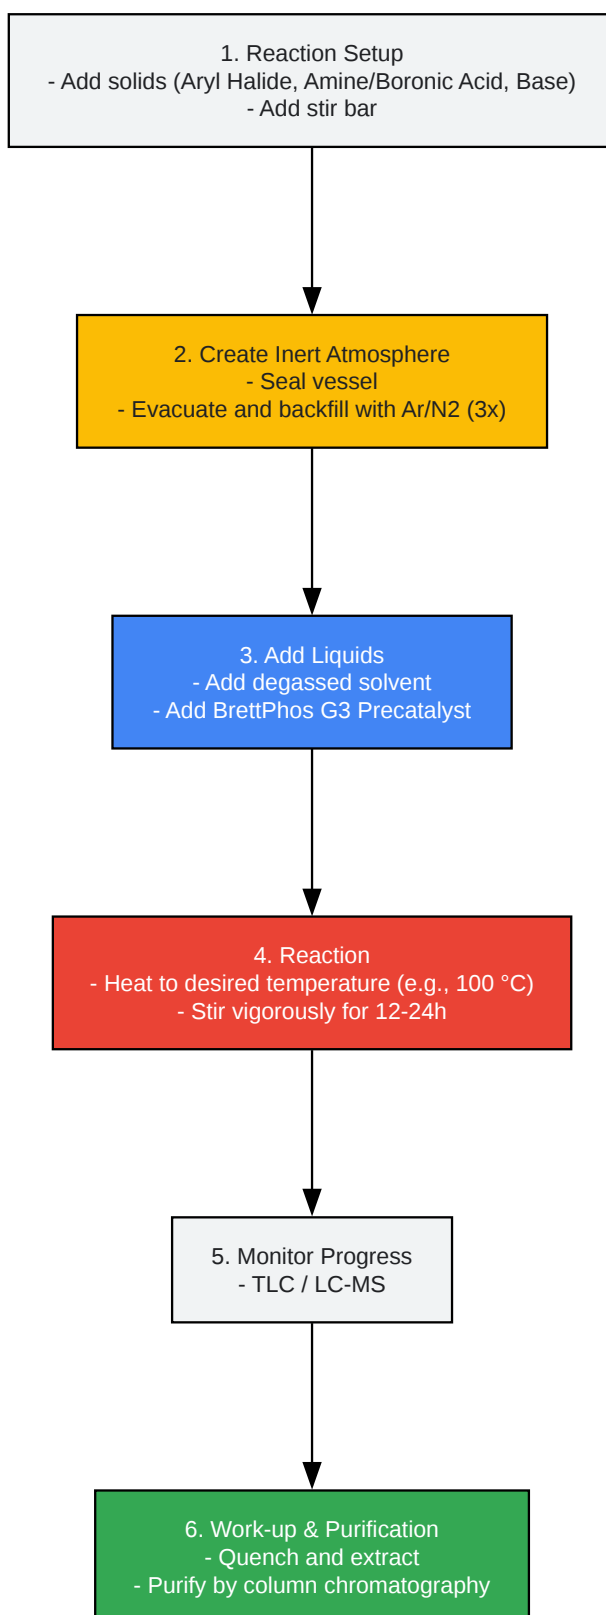 1. Reaction Setup
- Add solids (Aryl Halide, Amine/Boronic Acid, Base)
- Add stir bar
2. Create Inert Atmosphere
- Seal vessel
- Evacuate and backfill with Ar/N2 (3x)
3. Add Liquids
- Add degassed solvent
- Add BrettPhos G3 Precatalyst
4. Reaction
- Heat to desired temperature (e.g., 100 °C)
- Stir vigorously for 12-24h
5. Monitor Progress
- TLC / LC-MS
6. Work-up & Purification
- Quench and extract
- Purify by column chromatography